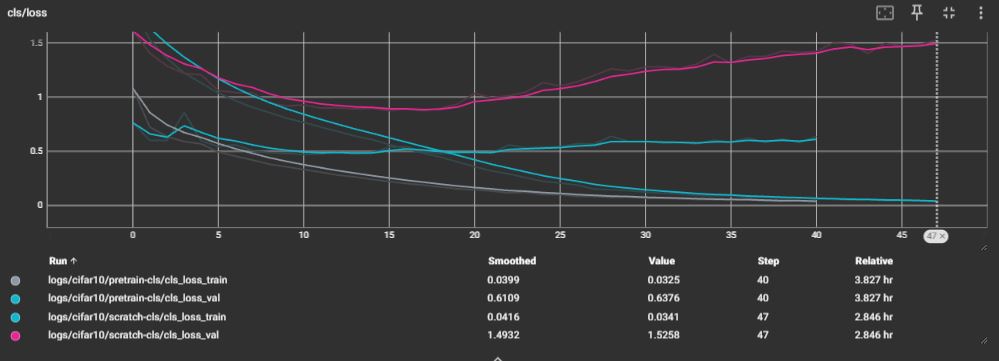 cls/loss
1.5
1
0.5
0
0 5 10 15 20 25 30 35 40 45 47 ×
Run ↑ Smoothed Value Step Relative
logs/cifar10/pretrain-cls/cls_loss_train 0.0399 0.0325 40 3.827 hr
logs/cifar10/pretrain-cls/cls_loss_val 0.6109 0.6376 40 3.827 hr
logs/cifar10/scratch-cls/cls_loss_train 0.0416 0.0341 47 2.846 hr
logs/cifar10/scratch-cls/cls_loss_val 1.4932 1.5258 47 2.846 hr